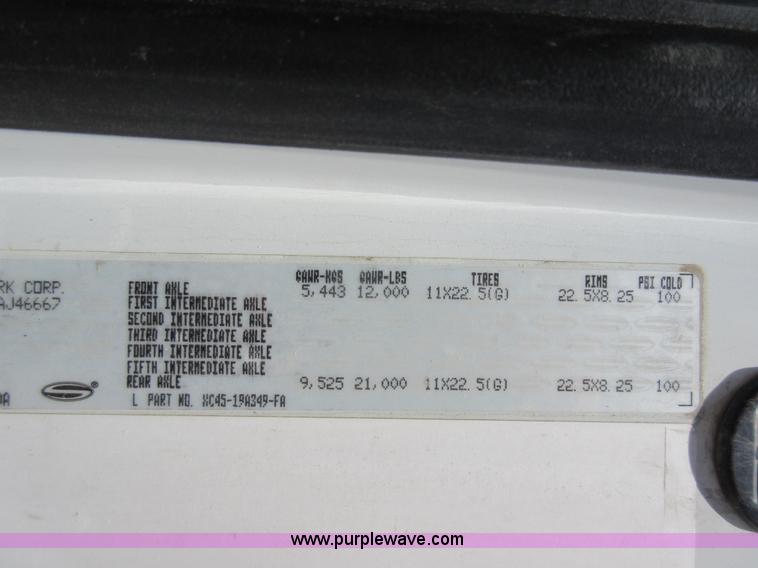 RK CORP.
AJ46667
GAWR-KGS GAWR-LBS TIRES RIMS PSI COLD
FRONT AXLE 5,443 12,000 11X22.5(G) 22.5X8.25 100
FIRST INTERMEDIATE AXLE
SECOND INTERMEDIATE AXLE
THIRD INTERMEDIATE AXLE
FOURTH INTERMEDIATE AXLE
FIFTH INTERMEDIATE AXLE
REAR AXLE 9,525 21,000 11X22.5(G) 22.5X8.25 100
DA
®
L PART NO. XC45-19A349-FA
www.purplewave.com